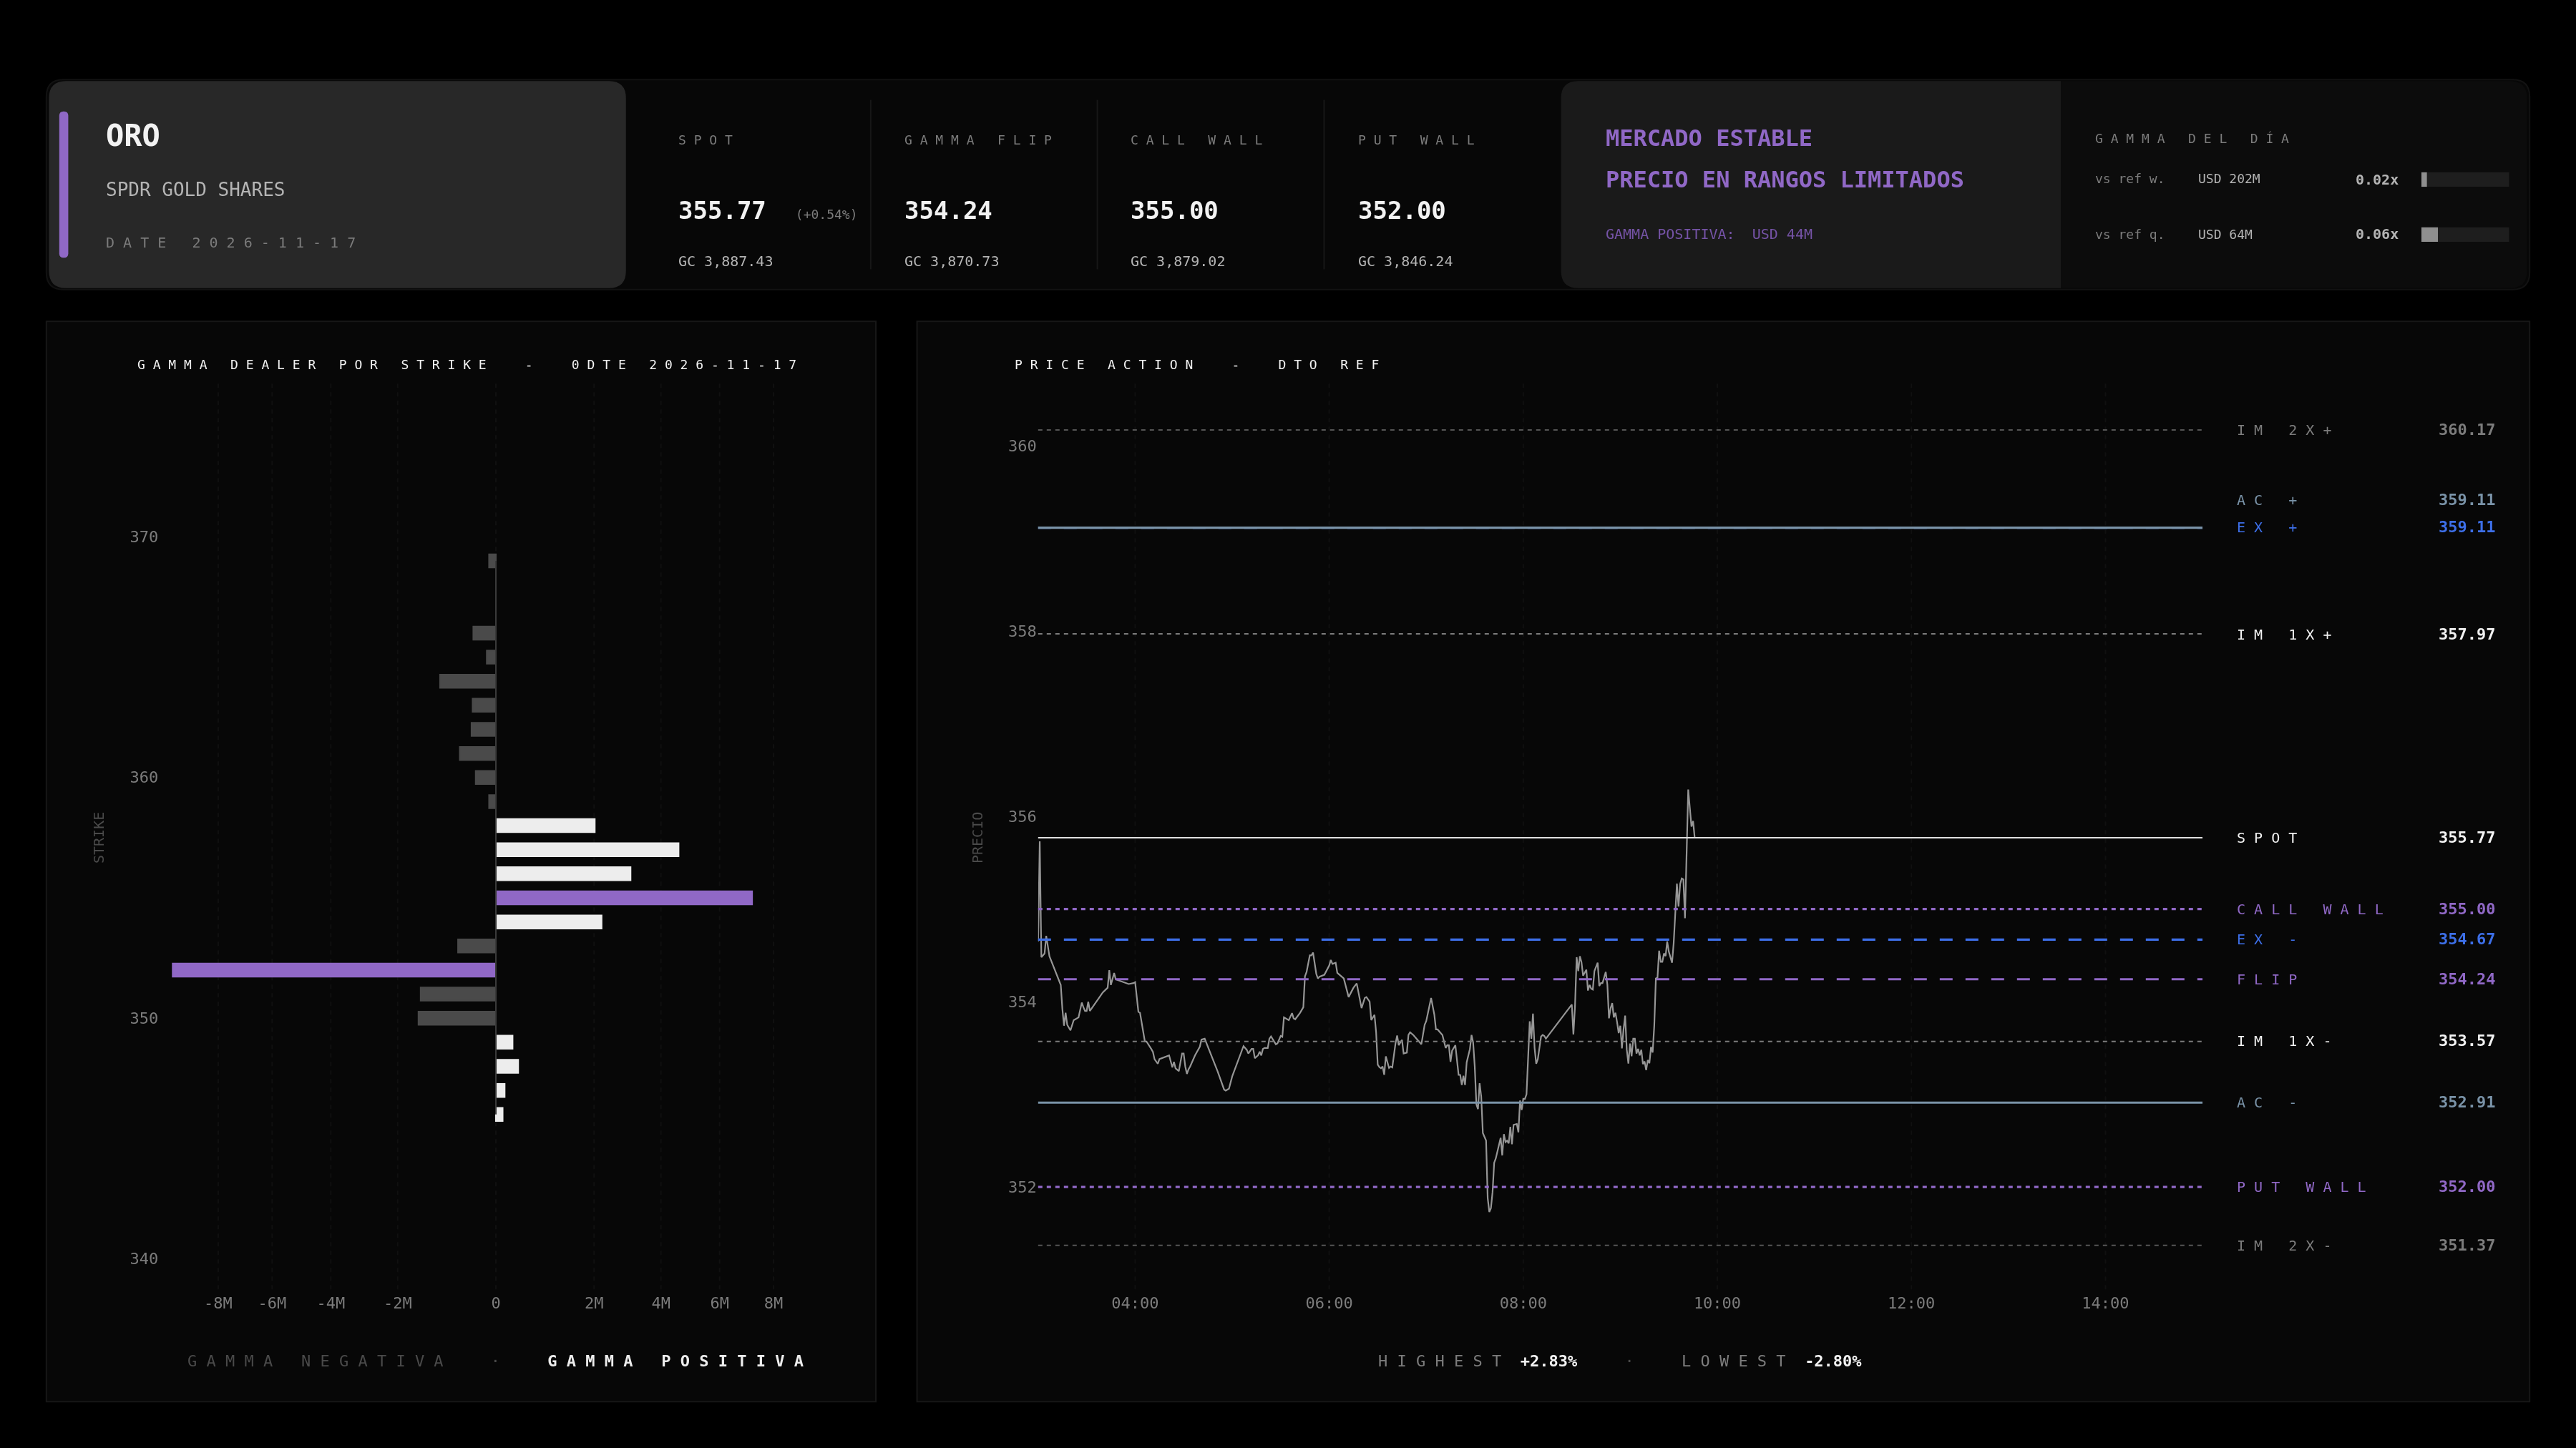 ORO
SPDR GOLD SHARES
DATE 2026-11-17
SPOT
355.77 (+0.54%)
GC 3,887.43
GAMMA FLIP
354.24
GC 3,870.73
CALL WALL
355.00
GC 3,879.02
PUT WALL
352.00
GC 3,846.24
MERCADO ESTABLE
PRECIO EN RANGOS LIMITADOS
GAMMA POSITIVA: USD 44M
GAMMA DEL DÍA
vs ref w. USD 202M 0.02x
vs ref q. USD 64M 0.06x
GAMMA DEALER POR STRIKE - 0DTE 2026-11-17
STRIKE
370
360
350
340
-8M -6M -4M -2M 0 2M 4M 6M 8M
GAMMA NEGATIVA · GAMMA POSITIVA
PRICE ACTION - DTO REF
PRECIO
360
358
356
354
352
04:00 06:00 08:00 10:00 12:00 14:00
IM 2X+ 360.17
AC + 359.11
EX + 359.11
IM 1X+ 357.97
SPOT 355.77
CALL WALL 355.00
EX - 354.67
FLIP 354.24
IM 1X- 353.57
AC - 352.91
PUT WALL 352.00
IM 2X- 351.37
HIGHEST +2.83% · LOWEST -2.80%